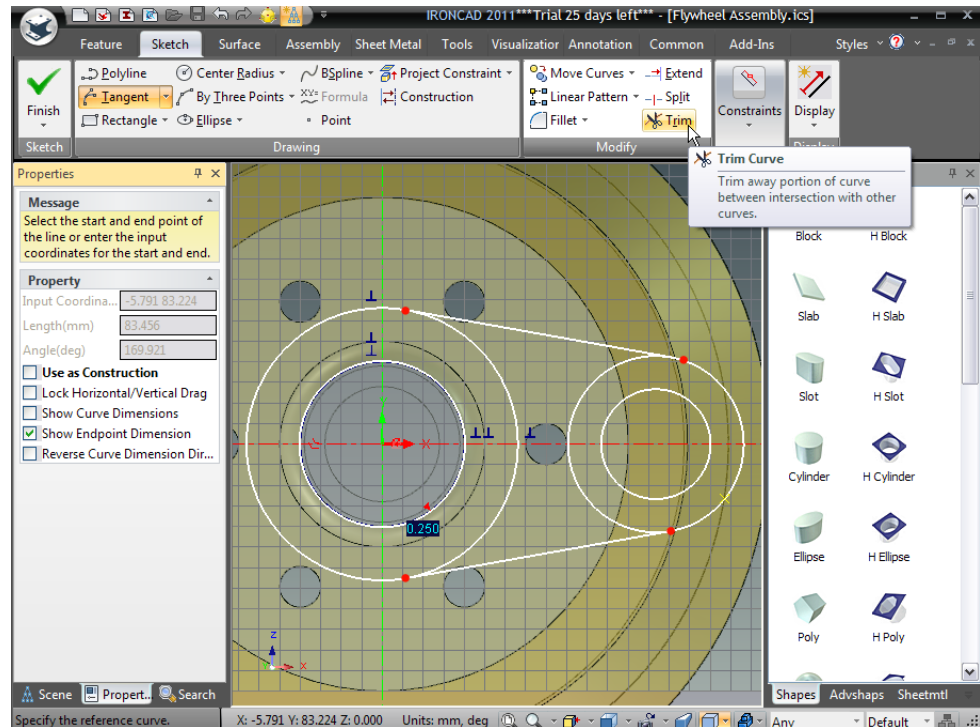 IRONCAD 2011***Trial 25 days left*** - [Flywheel Assembly.ics]
Feature Sketch Surface Assembly Sheet Metal Tools Visualization Annotation Common Add-Ins Styles
Polyline Center Radius BSpline Project Constraint Move Curves Extend
Finish Tangent By Three Points XYZ= Formula Construction Linear Pattern Split Constraints Display
Rectangle Ellipse Point Fillet Trim
Sketch Drawing Modify Display
Trim Curve
Trim away portion of curve
between intersection with other
curves.
Properties
Message
Select the start and end point of
the line or enter the input
coordinates for the start and end.
Property
Input Coordina... -5.791 83.224
Length(mm) 83.456
Angle(deg) 169.921
Use as Construction
Lock Horizontal/Vertical Drag
Show Curve Dimensions
Show Endpoint Dimension
Reverse Curve Dimension Dir...
X
0.250
Z
X
Block H Block
Slab H Slab
Slot H Slot
Cylinder H Cylinder
Ellipse H Ellipse
Poly H Poly
Scene Propert... Search Shapes Advshaps Sheetmtl
Specify the reference curve. X: -5.791 Y: 83.224 Z: 0.000 Units: mm, deg Any Default